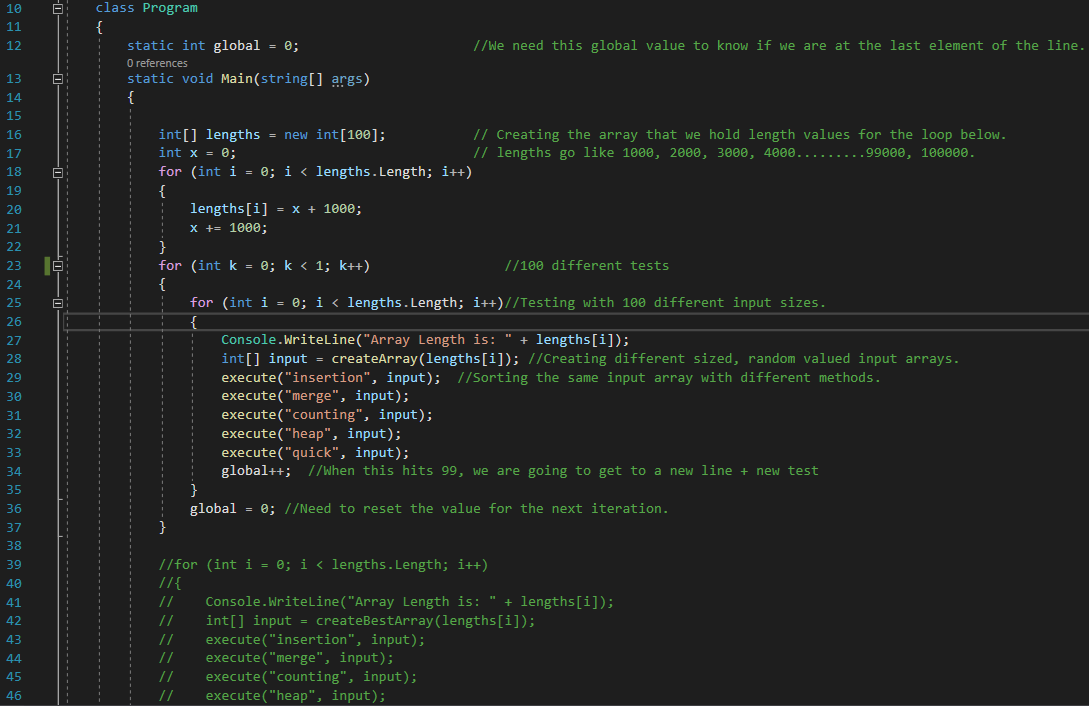 10 class Program
11 {
12 static int global = 0; //We need this global value to know if we are at the last element of the line.
0 references
13 static void Main(string[] args)
14 {
15
16 int[] lengths = new int[100]; // Creating the array that we hold length values for the loop below.
17 int x = 0; // lengths go like 1000, 2000, 3000, 4000.........99000, 100000.
18 for (int i = 0; i < lengths.Length; i++)
19 {
20 lengths[i] = x + 1000;
21 x += 1000;
22 }
23 for (int k = 0; k < 1; k++) //100 different tests
24 {
25 for (int i = 0; i < lengths.Length; i++)//Testing with 100 different input sizes.
26 {
27 Console.WriteLine("Array Length is: " + lengths[i]);
28 int[] input = createArray(lengths[i]); //Creating different sized, random valued input arrays.
29 execute("insertion", input); //Sorting the same input array with different methods.
30 execute("merge", input);
31 execute("counting", input);
32 execute("heap", input);
33 execute("quick", input);
34 global++; //When this hits 99, we are going to get to a new line + new test
35 }
36 global = 0; //Need to reset the value for the next iteration.
37 }
38
39 //for (int i = 0; i < lengths.Length; i++)
40 //{
41 // Console.WriteLine("Array Length is: " + lengths[i]);
42 // int[] input = createBestArray(lengths[i]);
43 // execute("insertion", input);
44 // execute("merge", input);
45 // execute("counting", input);
46 // execute("heap", input);